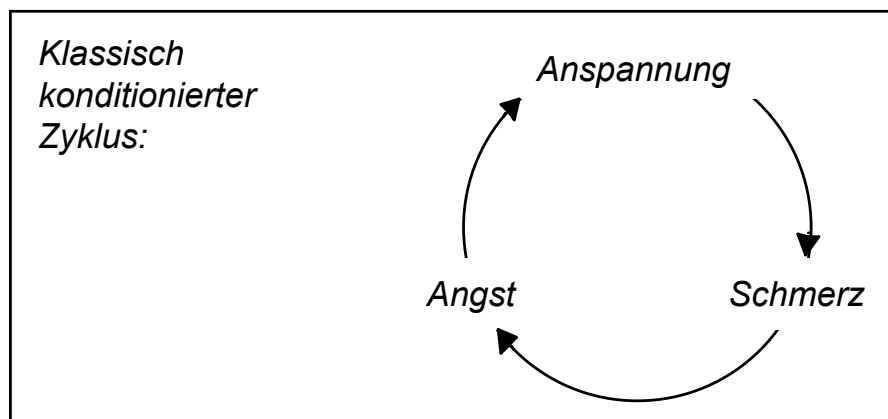 Klassisch
konditionierter
Zyklus:
Anspannung
Angst
Schmerz